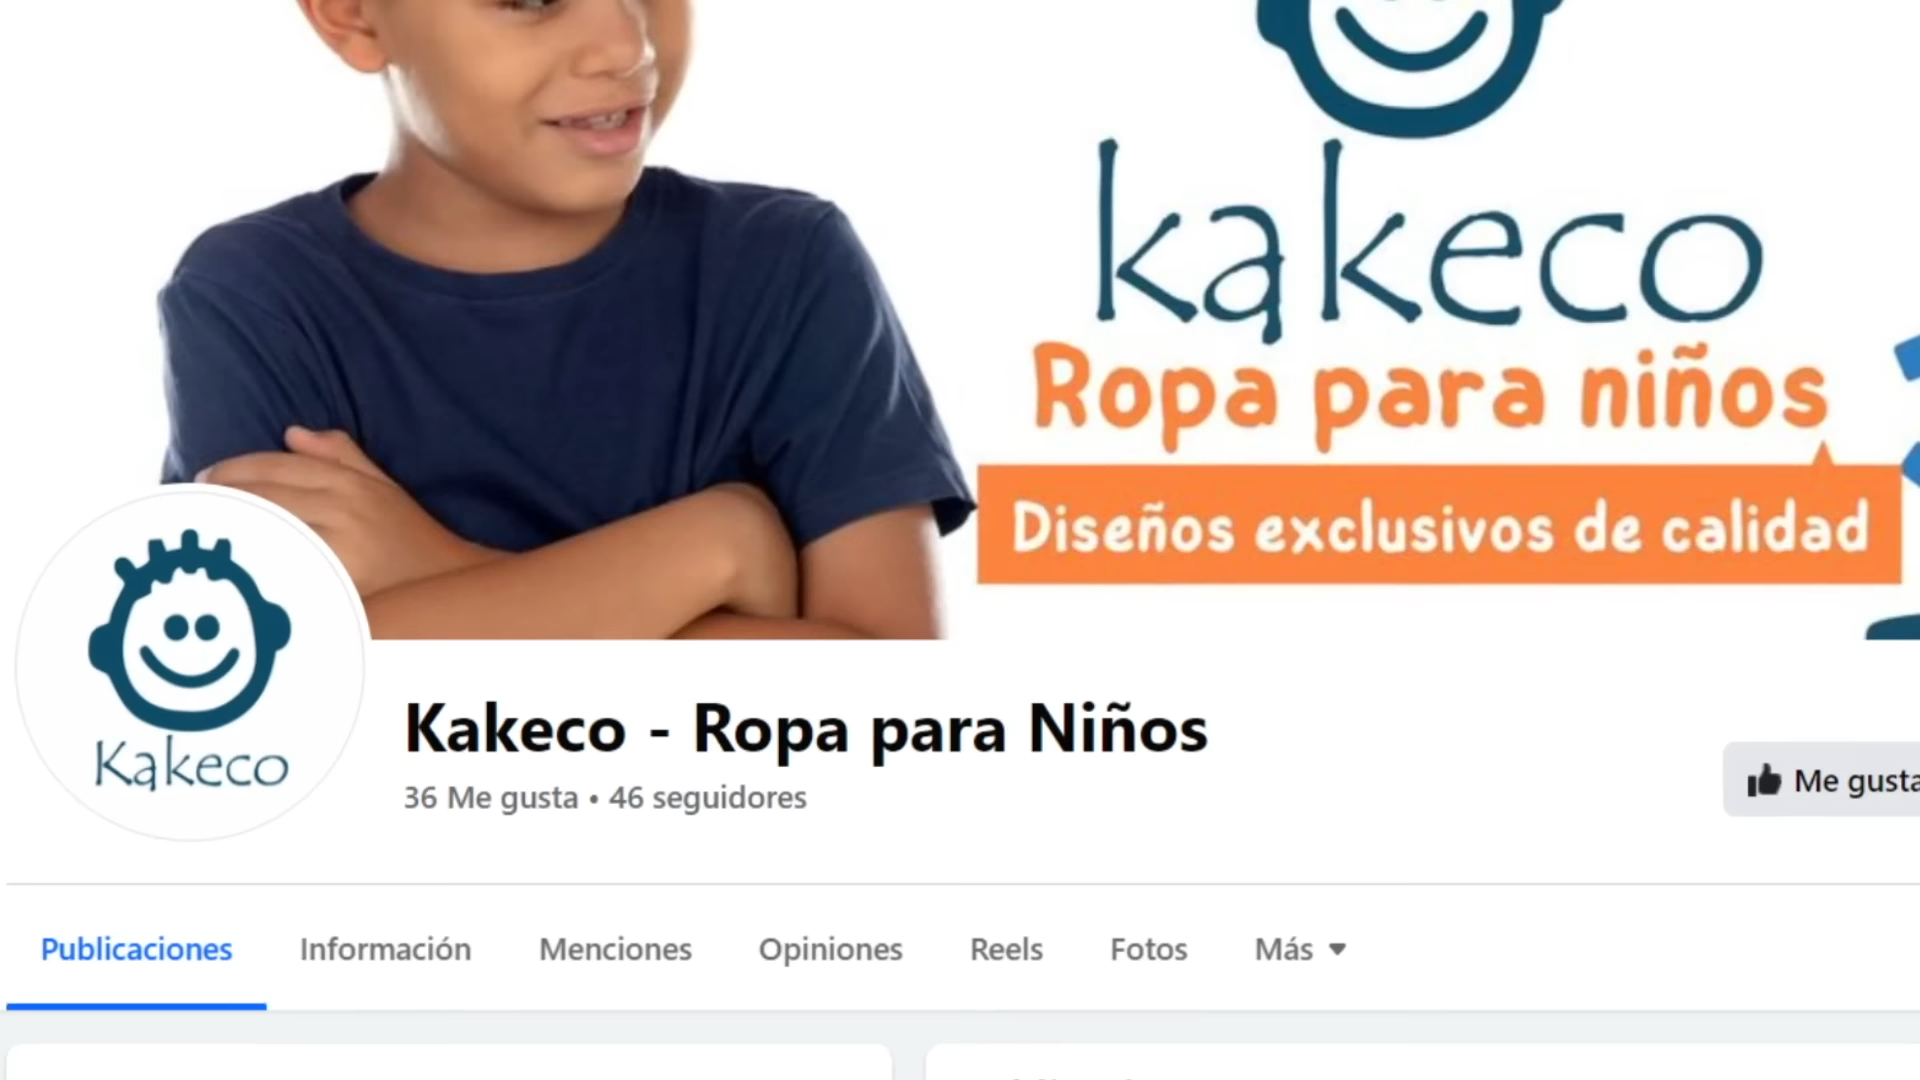 kakeco
Ropa para niños
Diseños exclusivos de calidad
Kakeco
Kakeco - Ropa para Niños
36 Me gusta • 46 seguidores
Me gusta
Publicaciones
Información
Menciones
Opiniones
Reels
Fotos
Más